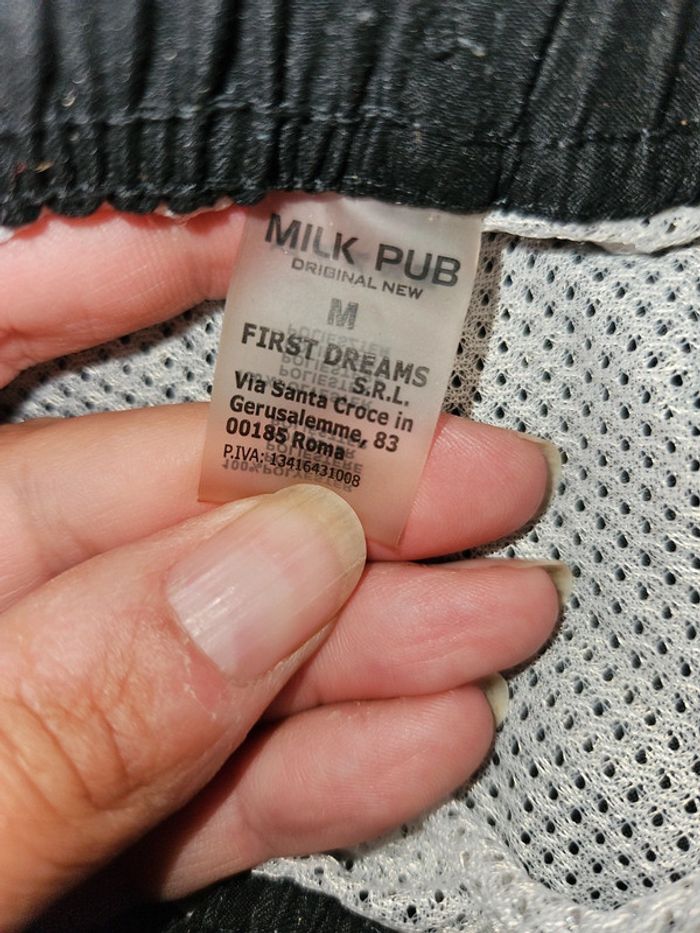 MILK PUB
ORIGINAL NEW
M
FIRST DREAMS
S.R.L.
Via Santa Croce in
Gerusalemme, 83
00185 Roma
P.IVA: 13416431008